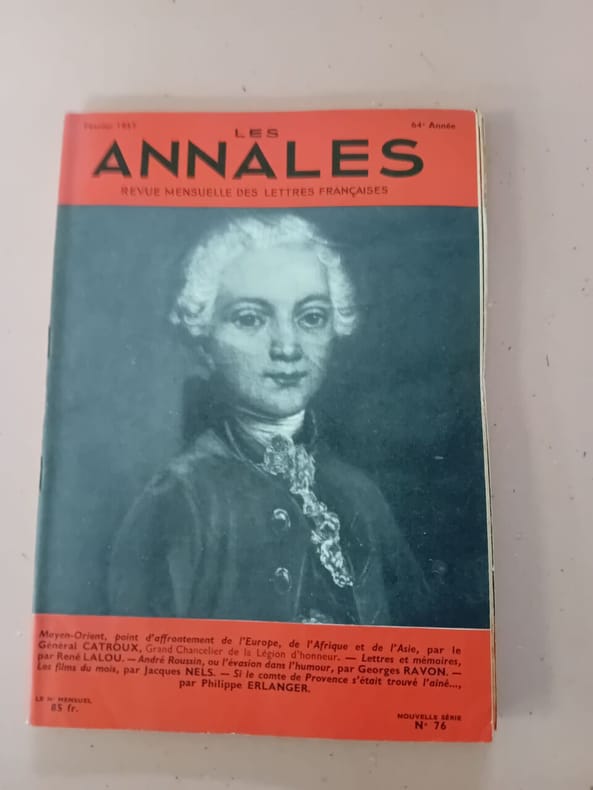 Février 1957
64e Année
LES
ANNALES
REVUE MENSUELLE DES LETTRES FRANÇAISES
Moyen-Orient, point d'affrontement de l'Europe, de l'Afrique et de l'Asie, par le
Général CATROUX, Grand Chancelier de la Légion d'honneur. — Lettres et mémoires,
par René LALOU. — André Roussin, ou l'évasion dans l'humour, par Georges RAVON. —
Les films du mois, par Jacques NELS. — Si le comte de Provence s'était trouvé l'aîné...,
par Philippe ERLANGER.
LE No MENSUEL
85 fr.
NOUVELLE SÉRIE
No 76